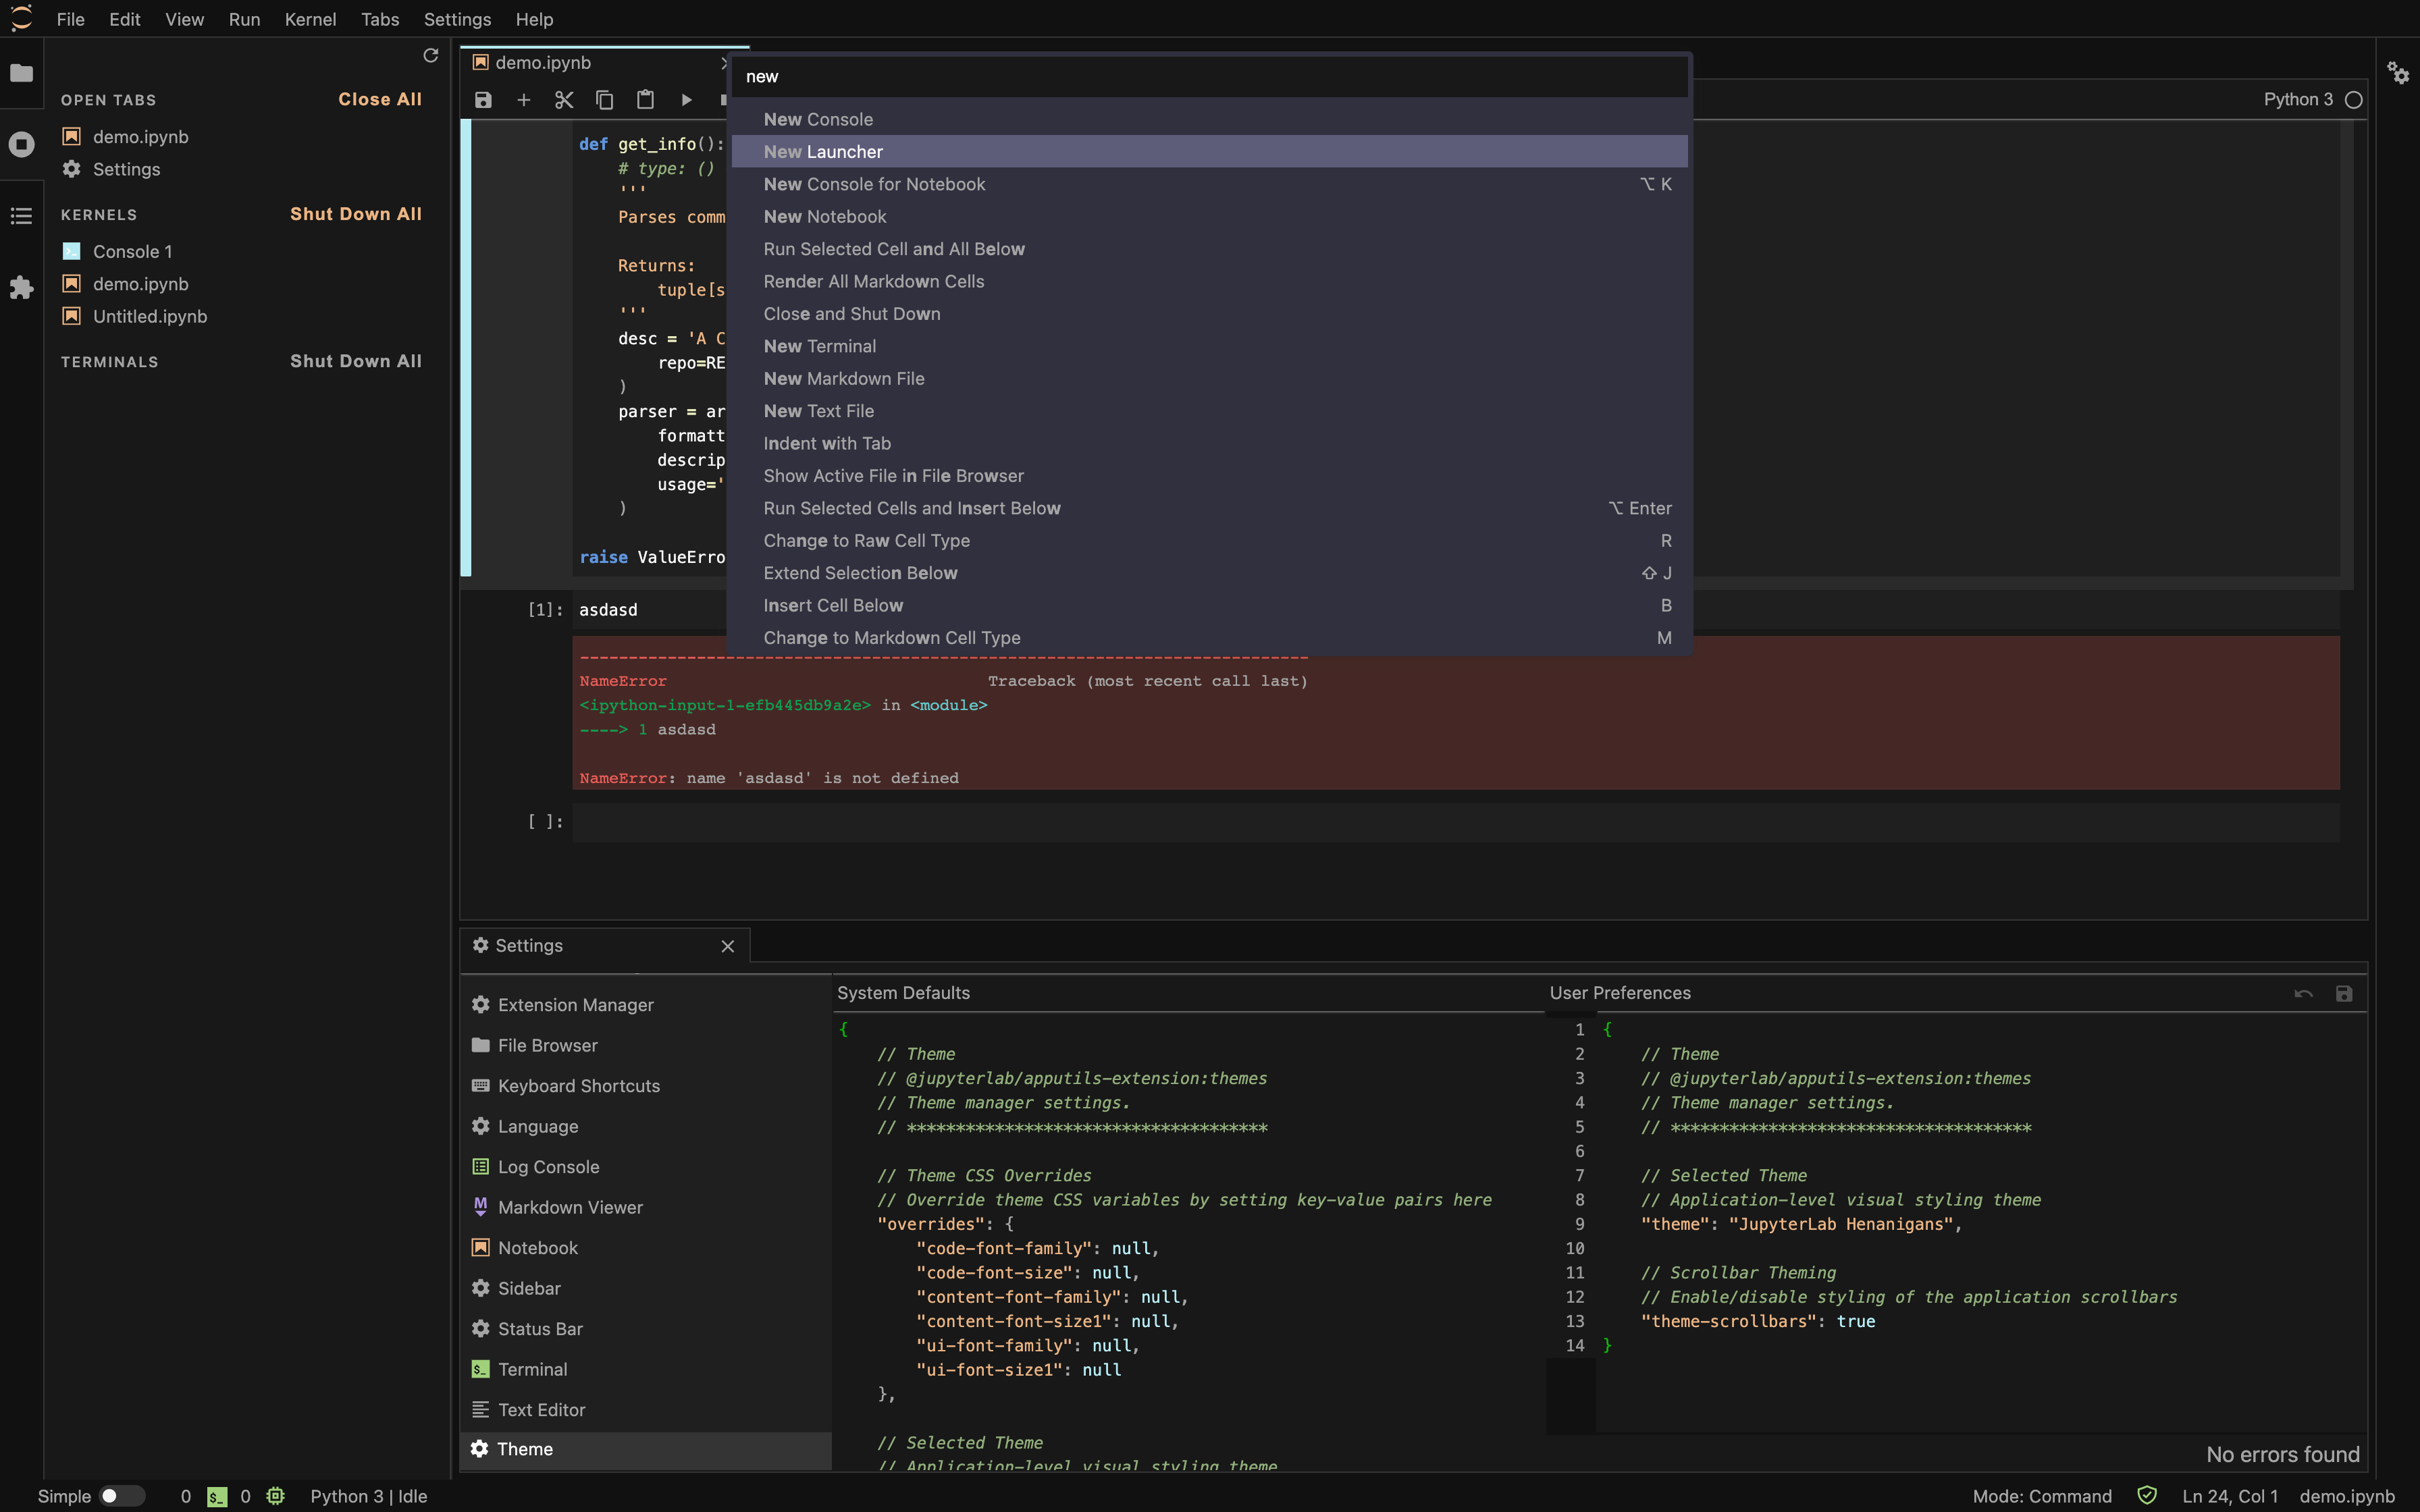 File Edit View Run Kernel Tabs Settings Help
OPEN TABS Close All
demo.ipynb
Settings
KERNELS Shut Down All
Console 1
demo.ipynb
Untitled.ipynb
TERMINALS Shut Down All
demo.ipynb
Python 3
def get_info():
# type: ()
'''
Parses comm
Returns:
tuple[s
'''
desc = 'A C
repo=RE
)
parser = ar
formatt
descrip
usage='
)
raise ValueErro
new
New Console
New Launcher
New Console for Notebook ⌥ K
New Notebook
Run Selected Cell and All Below
Render All Markdown Cells
Close and Shut Down
New Terminal
New Markdown File
New Text File
Indent with Tab
Show Active File in File Browser
Run Selected Cells and Insert Below ⌥ Enter
Change to Raw Cell Type R
Extend Selection Below ⇧ J
Insert Cell Below B
Change to Markdown Cell Type M
[1]: asdasd
---------------------------------------------------------------------------
NameError Traceback (most recent call last)
<ipython-input-1-efb445db9a2e> in <module>
----> 1 asdasd
NameError: name 'asdasd' is not defined
[ ]:
Settings
Extension Manager
File Browser
Keyboard Shortcuts
Language
Log Console
Markdown Viewer
Notebook
Sidebar
Status Bar
Terminal
Text Editor
Theme
System Defaults
{
// Theme
// @jupyterlab/apputils-extension:themes
// Theme manager settings.
// *************************************
// Theme CSS Overrides
// Override theme CSS variables by setting key-value pairs here
"overrides": {
"code-font-family": null,
"code-font-size": null,
"content-font-family": null,
"content-font-size1": null,
"ui-font-family": null,
"ui-font-size1": null
},
// Selected Theme
// Application-level visual styling theme
User Preferences
1 {
2 // Theme
3 // @jupyterlab/apputils-extension:themes
4 // Theme manager settings.
5 // *************************************
6
7 // Selected Theme
8 // Application-level visual styling theme
9 "theme": "JupyterLab Henanigans",
10
11 // Scrollbar Theming
12 // Enable/disable styling of the application scrollbars
13 "theme-scrollbars": true
14 }
No errors found
Simple 0 $_ 0 Python 3 | Idle Mode: Command Ln 24, Col 1 demo.ipynb